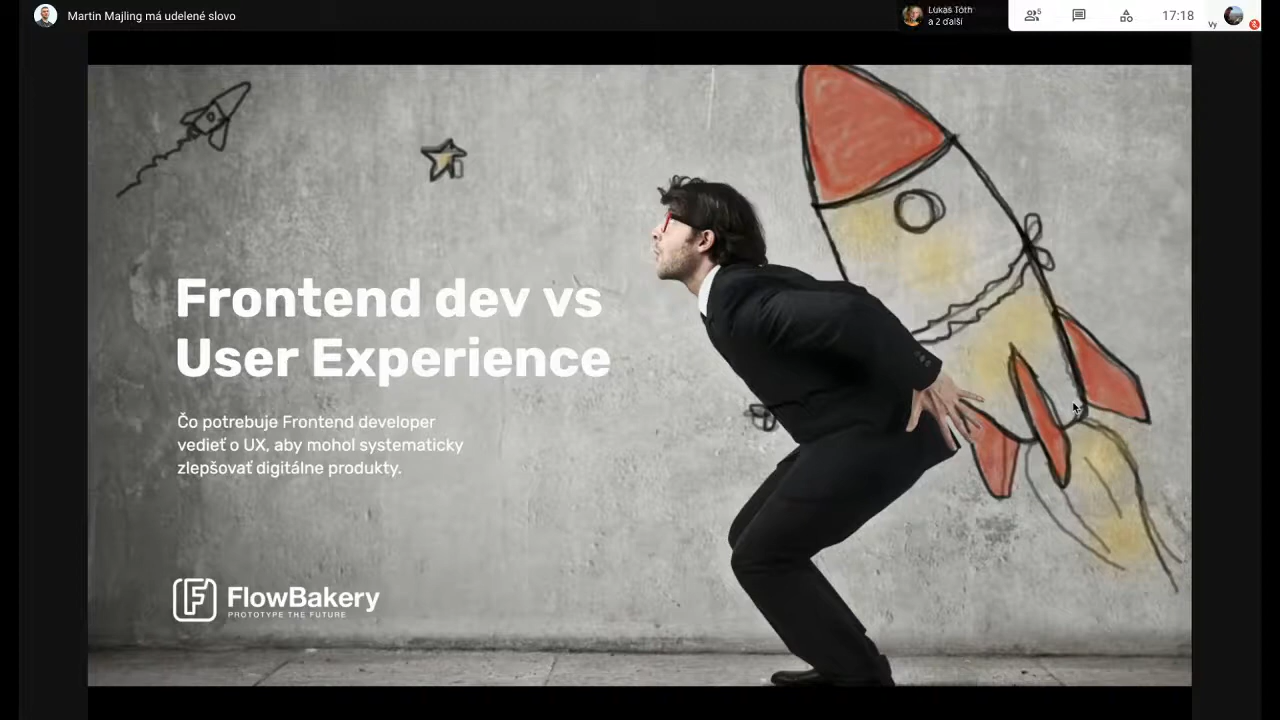 Martin Majling má udelené slovo
Lukáš Tóth
a 2 ďalší
5
17:18
Vy
Frontend dev vs
User Experience
Čo potrebuje Frontend developer
vedieť o UX, aby mohol systematicky
zlepšovať digitálne produkty.
FlowBakery
PROTOTYPE THE FUTURE